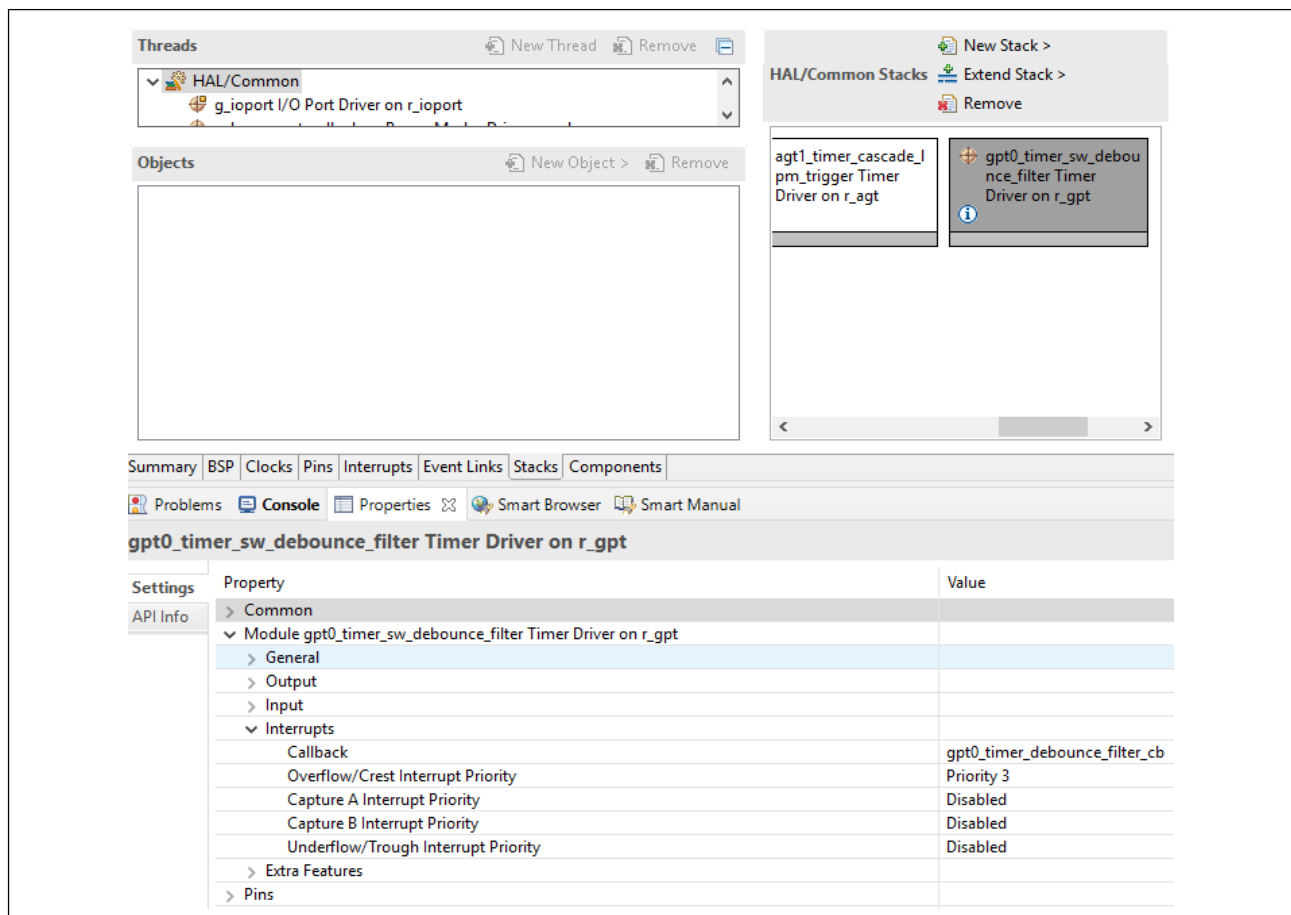 Threads
New Thread
Remove
HAL/Common
g_ioport I/O Port Driver on r_ioport
Objects
New Object >
Remove
HAL/Common Stacks
New Stack >
Extend Stack >
Remove
agt1_timer_cascade_l
pm_trigger Timer
Driver on r_agt
gpt0_timer_sw_debou
nce_filter Timer
Driver on r_gpt
Summary BSP Clocks Pins Interrupts Event Links Stacks Components
Problems Console Properties Smart Browser Smart Manual
gpt0_timer_sw_debounce_filter Timer Driver on r_gpt
Settings
API Info
Property Value
Common
Module gpt0_timer_sw_debounce_filter Timer Driver on r_gpt
General
Output
Input
Interrupts
Callback gpt0_timer_debounce_filter_cb
Overflow/Crest Interrupt Priority Priority 3
Capture A Interrupt Priority Disabled
Capture B Interrupt Priority Disabled
Underflow/Trough Interrupt Priority Disabled
Extra Features
Pins